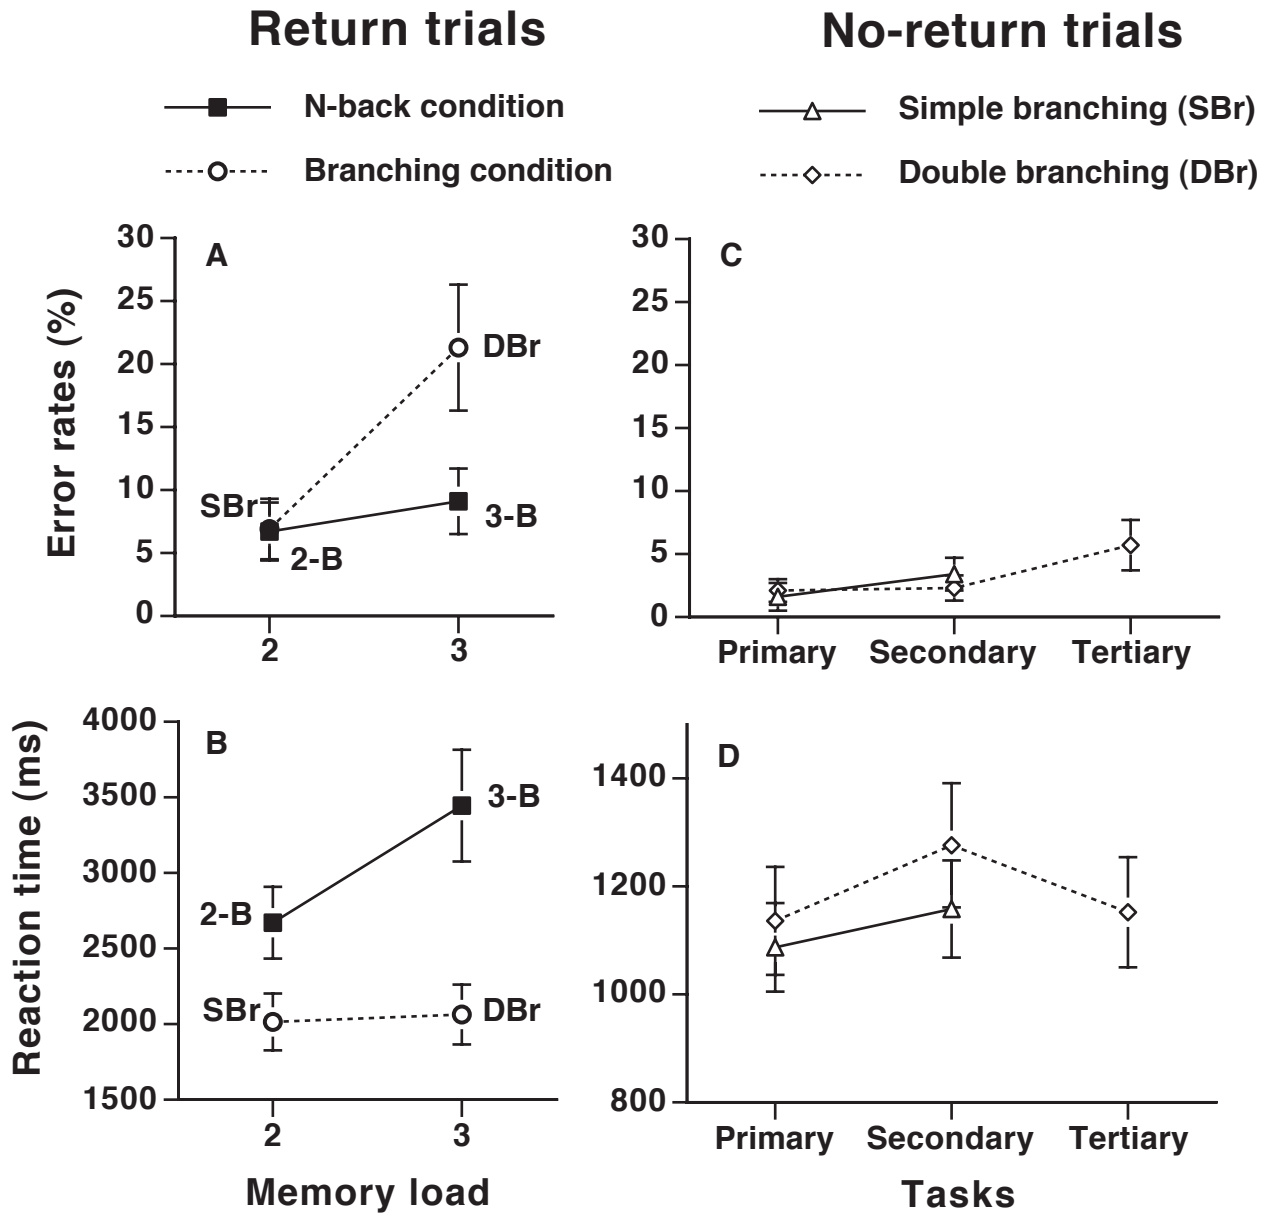 Return trials
No-return trials
N-back condition
Branching condition
Simple branching (SBr)
Double branching (DBr)
A
Error rates (%)
30
25
20
15
10
5
0
SBr
2-B
DBr
3-B
2
3
C
30
25
20
15
10
5
0
Primary
Secondary
Tertiary
B
Reaction time (ms)
4000
3500
3000
2500
2000
1500
2-B
3-B
SBr
DBr
2
3
Memory load
D
1400
1200
1000
800
Primary
Secondary
Tertiary
Tasks